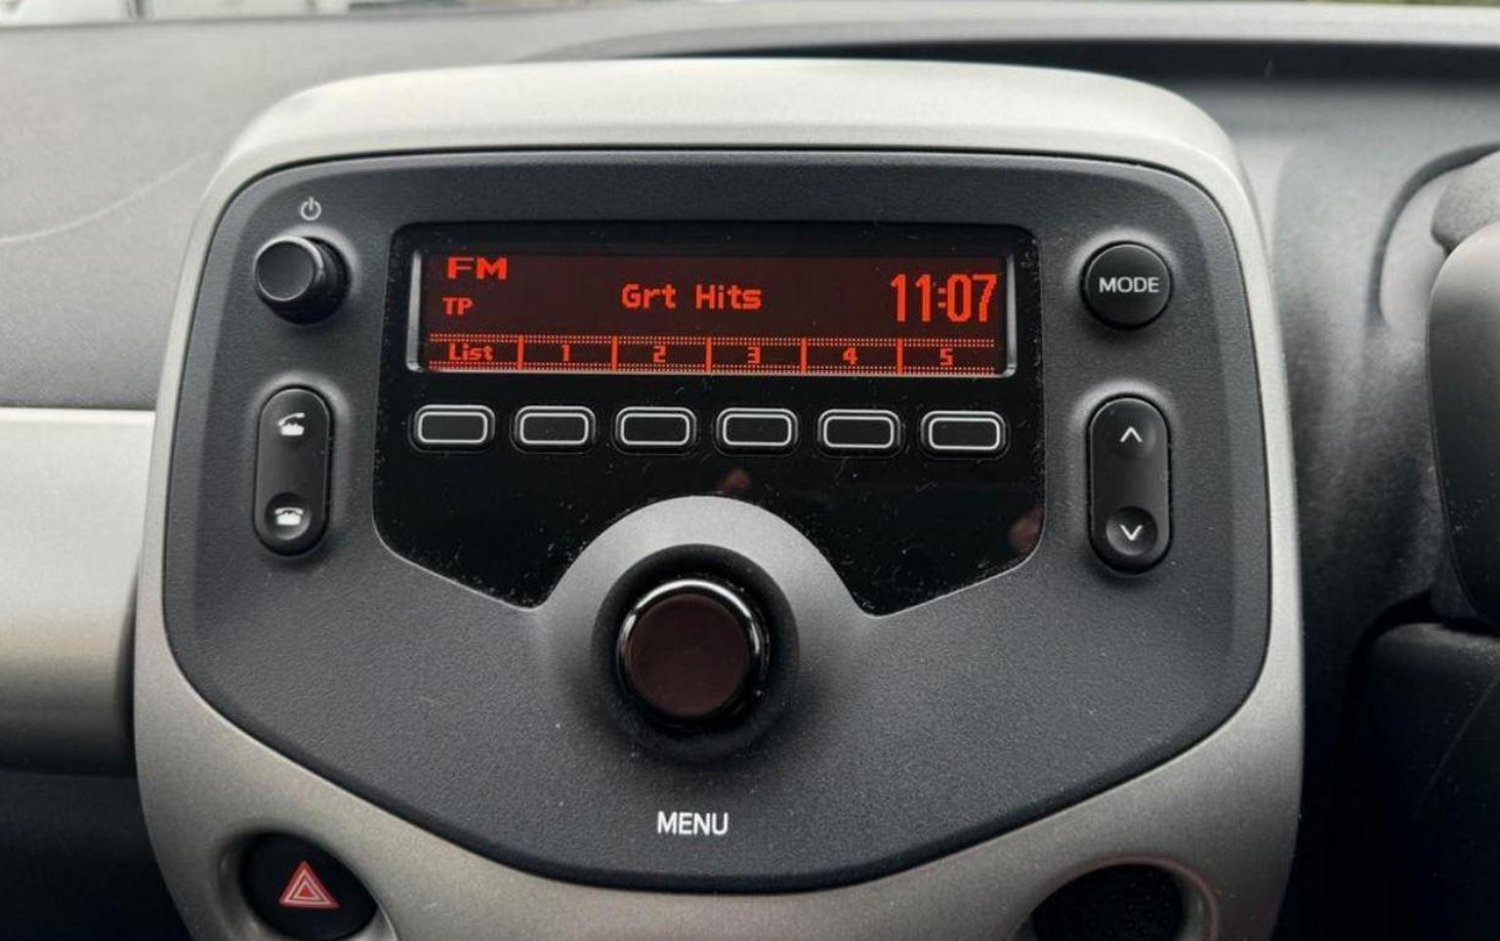 FM
TP
Grt Hits
11:07
List 1 2 3 4 5
MODE
MENU